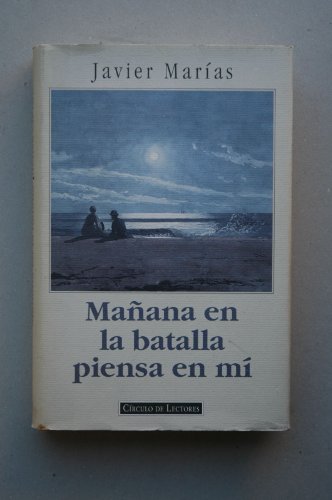 Javier Marías
Mañana en
la batalla
piensa en mí
CÍRCULO DE LECTORES